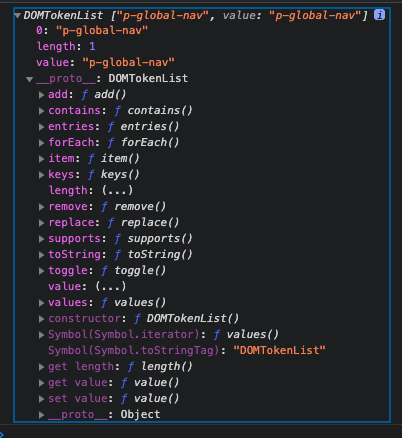 DOMTokenList ["p-global-nav", value: "p-global-nav"] i
0: "p-global-nav"
length: 1
value: "p-global-nav"
__proto__: DOMTokenList
add: ƒ add()
contains: ƒ contains()
entries: ƒ entries()
forEach: ƒ forEach()
item: ƒ item()
keys: ƒ keys()
length: (...)
remove: ƒ remove()
replace: ƒ replace()
supports: ƒ supports()
toString: ƒ toString()
toggle: ƒ toggle()
value: (...)
values: ƒ values()
constructor: ƒ DOMTokenList()
Symbol(Symbol.iterator): ƒ values()
Symbol(Symbol.toStringTag): "DOMTokenList"
get length: ƒ length()
get value: ƒ value()
set value: ƒ value()
__proto__: Object